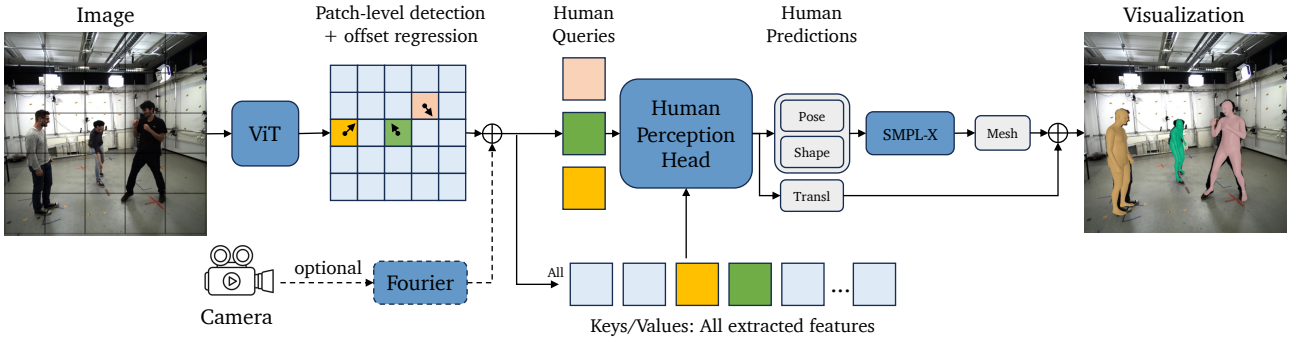 Image
Patch-level detection
+ offset regression
Human
Queries
Human
Predictions
Visualization
ViT
Human
Perception
Head
Pose
Shape
SMPL-X
Mesh
Transl
optional
Fourier
Camera
All
...
Keys/Values: All extracted features